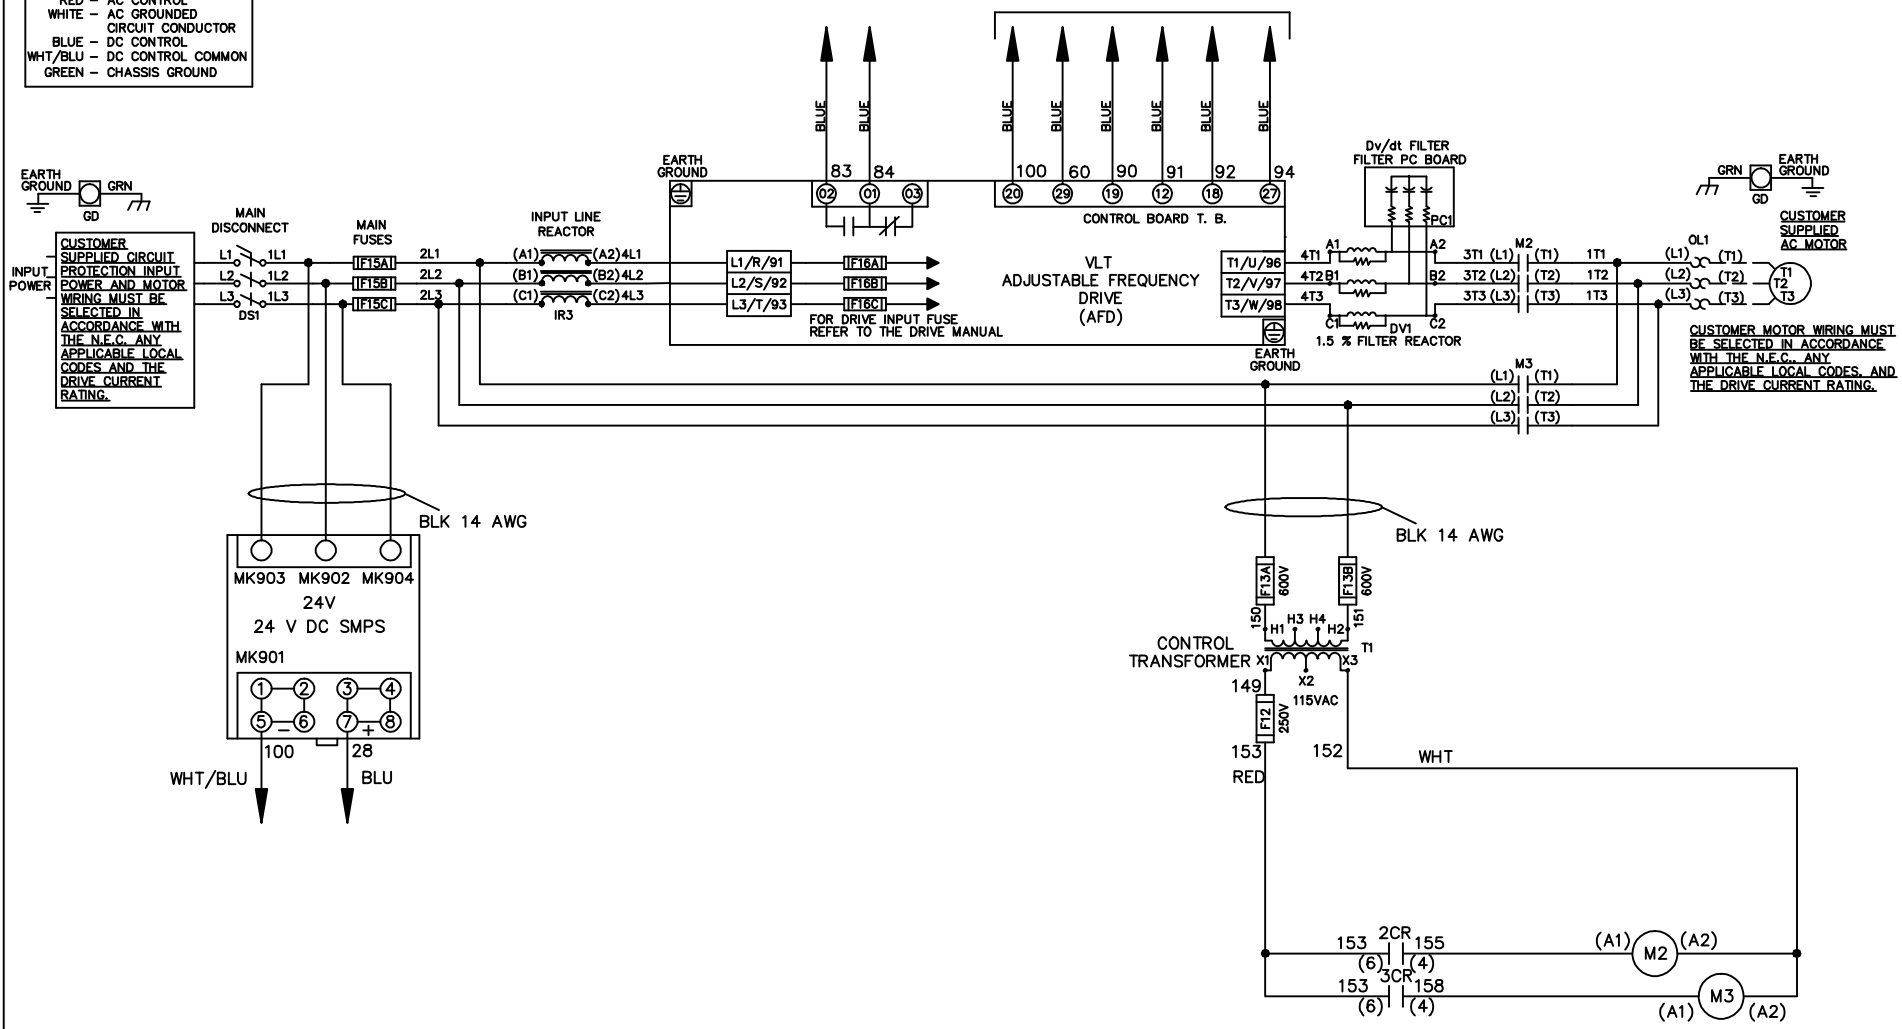 RED – AC CONTROL
WHITE – AC GROUNDED
CIRCUIT CONDUCTOR
BLUE – DC CONTROL
WHT/BLU – DC CONTROL COMMON
GREEN – CHASSIS GROUND
BLUE
BLUE
BLUE
BLUE
BLUE
BLUE
BLUE
BLUE
EARTH
GROUND
GRN
GD
INPUT
POWER
CUSTOMER
SUPPLIED CIRCUIT
PROTECTION INPUT
POWER AND MOTOR
WIRING MUST BE
SELECTED IN
ACCORDANCE WITH
THE N.E.C. ANY
APPLICABLE LOCAL
CODES AND THE
DRIVE CURRENT
RATING.
MAIN
DISCONNECT
L1 1L1
L2 1L2
L3 1L3
DS1
MAIN
FUSES
F15A
F15B
F15C
2L1
2L2
2L3
INPUT LINE
REACTOR
(A1) (A2) 4L1
(B1) (B2) 4L2
(C1) (C2) 4L3
IR3
EARTH
GROUND
83 84
02 01 03
100 60 90 91 92 94
20 29 19 12 18 27
CONTROL BOARD T. B.
L1/R/91
L2/S/92
L3/T/93
F16A
F16B
F16C
FOR DRIVE INPUT FUSE
REFER TO THE DRIVE MANUAL
VLT
ADJUSTABLE FREQUENCY
DRIVE
(AFD)
T1/U/96
T2/V/97
T3/W/98
EARTH
GROUND
4T1
4T2
4T3
Dv/dt FILTER
FILTER PC BOARD
PC1
A1 A2
B1 B2
C1 C2
DV1
1.5 % FILTER REACTOR
M2
3T1 (L1) (T1) 1T1
3T2 (L2) (T2) 1T2
3T3 (L3) (T3) 1T3
OL1
(L1) (T1)
(L2) (T2)
(L3) (T3)
GRN
GD
EARTH
GROUND
CUSTOMER
SUPPLIED
AC MOTOR
T1
T2
T3
CUSTOMER MOTOR WIRING MUST
BE SELECTED IN ACCORDANCE
WITH THE N.E.C., ANY
APPLICABLE LOCAL CODES, AND
THE DRIVE CURRENT RATING.
M3
(L1) (T1)
(L2) (T2)
(L3) (T3)
BLK 14 AWG
MK903 MK902 MK904
24V
24 V DC SMPS
MK901
1 2 3 4
5 6 7 8
– +
100 28
WHT/BLU BLU
BLK 14 AWG
F13A
600V
F13B
600V
150
151
H1 H3 H4 H2
T1
CONTROL
TRANSFORMER
X1 X3
X2
149
115VAC
F12
250V
153 152
RED
WHT
2CR
153 155
(6) (4)
(A1) M2 (A2)
3CR
153 158
(6) (4)
(A1) M3 (A2)